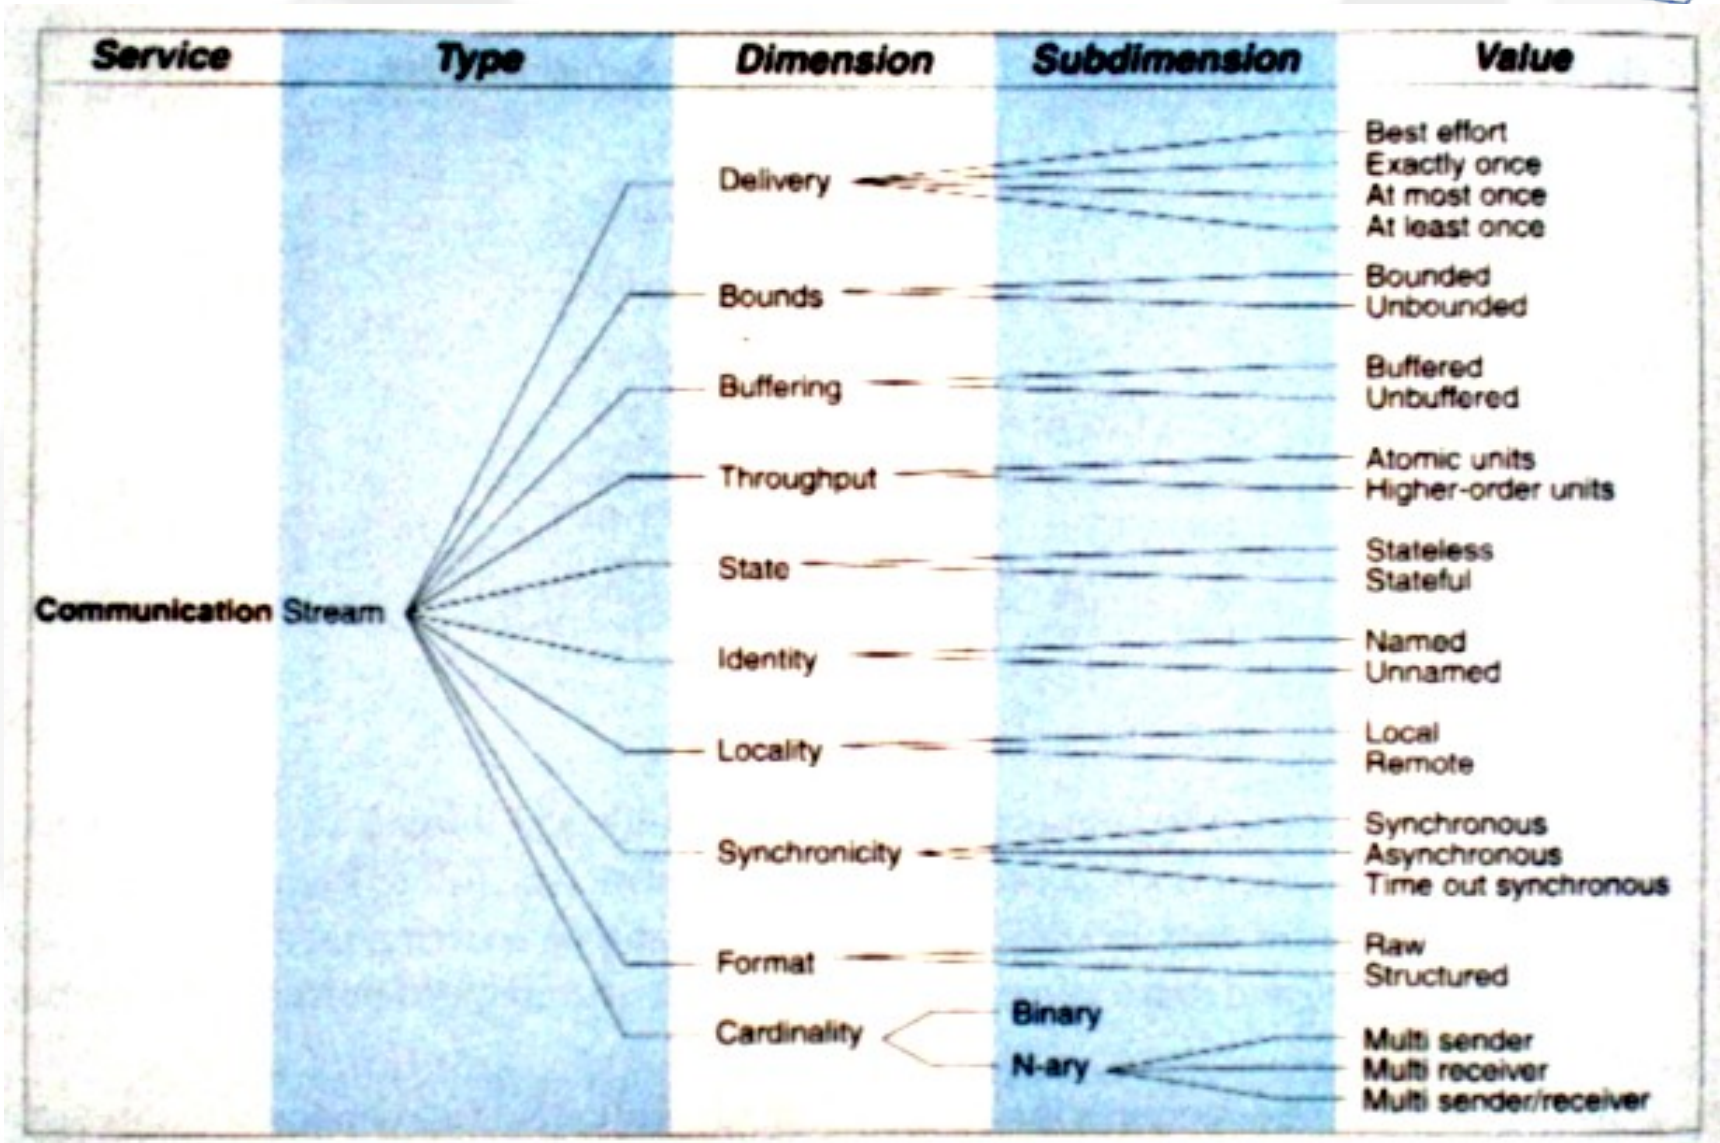 Service Type Dimension Subdimension Value
Best effort
Delivery Exactly once
At most once
At least once
Bounded
Bounds
Unbounded
Buffered
Buffering
Unbuffered
Atomic units
Throughput
Higher-order units
Stateless
State
Stateful
Communication Stream
Named
Identity
Unnamed
Local
Locality
Remote
Synchronous
Synchronicity Asynchronous
Time out synchronous
Raw
Format
Structured
Binary
Cardinality
Multi sender
N-ary Multi receiver
Multi sender/receiver